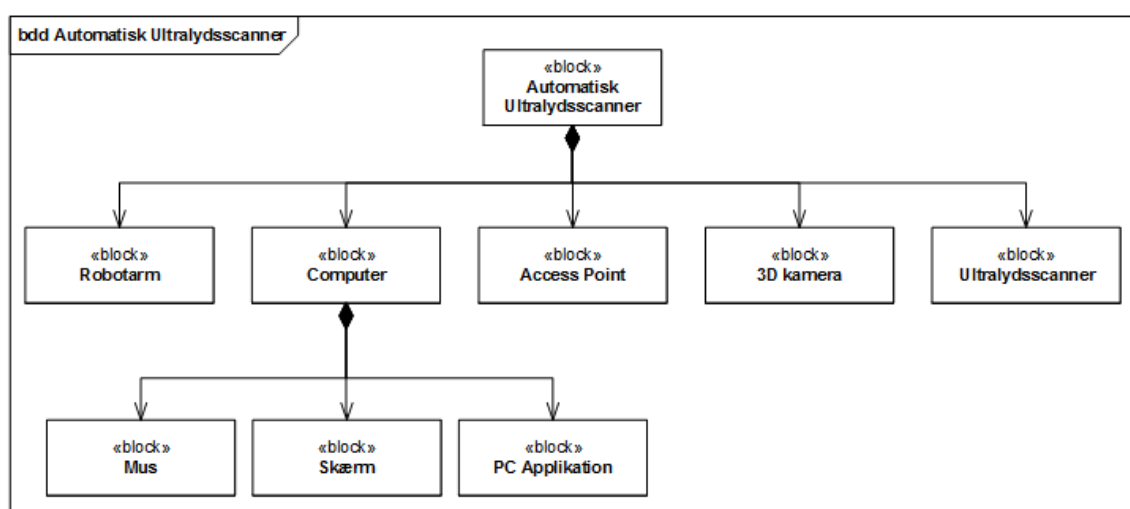 bdd Automatisk Ultralydsscanner
«block»
Automatisk
Ultralydsscanner
«block»
Robotarm
«block»
Computer
«block»
Access Point
«block»
3D kamera
«block»
Ultralydsscanner
«block»
Mus
«block»
Skærm
«block»
PC Applikation